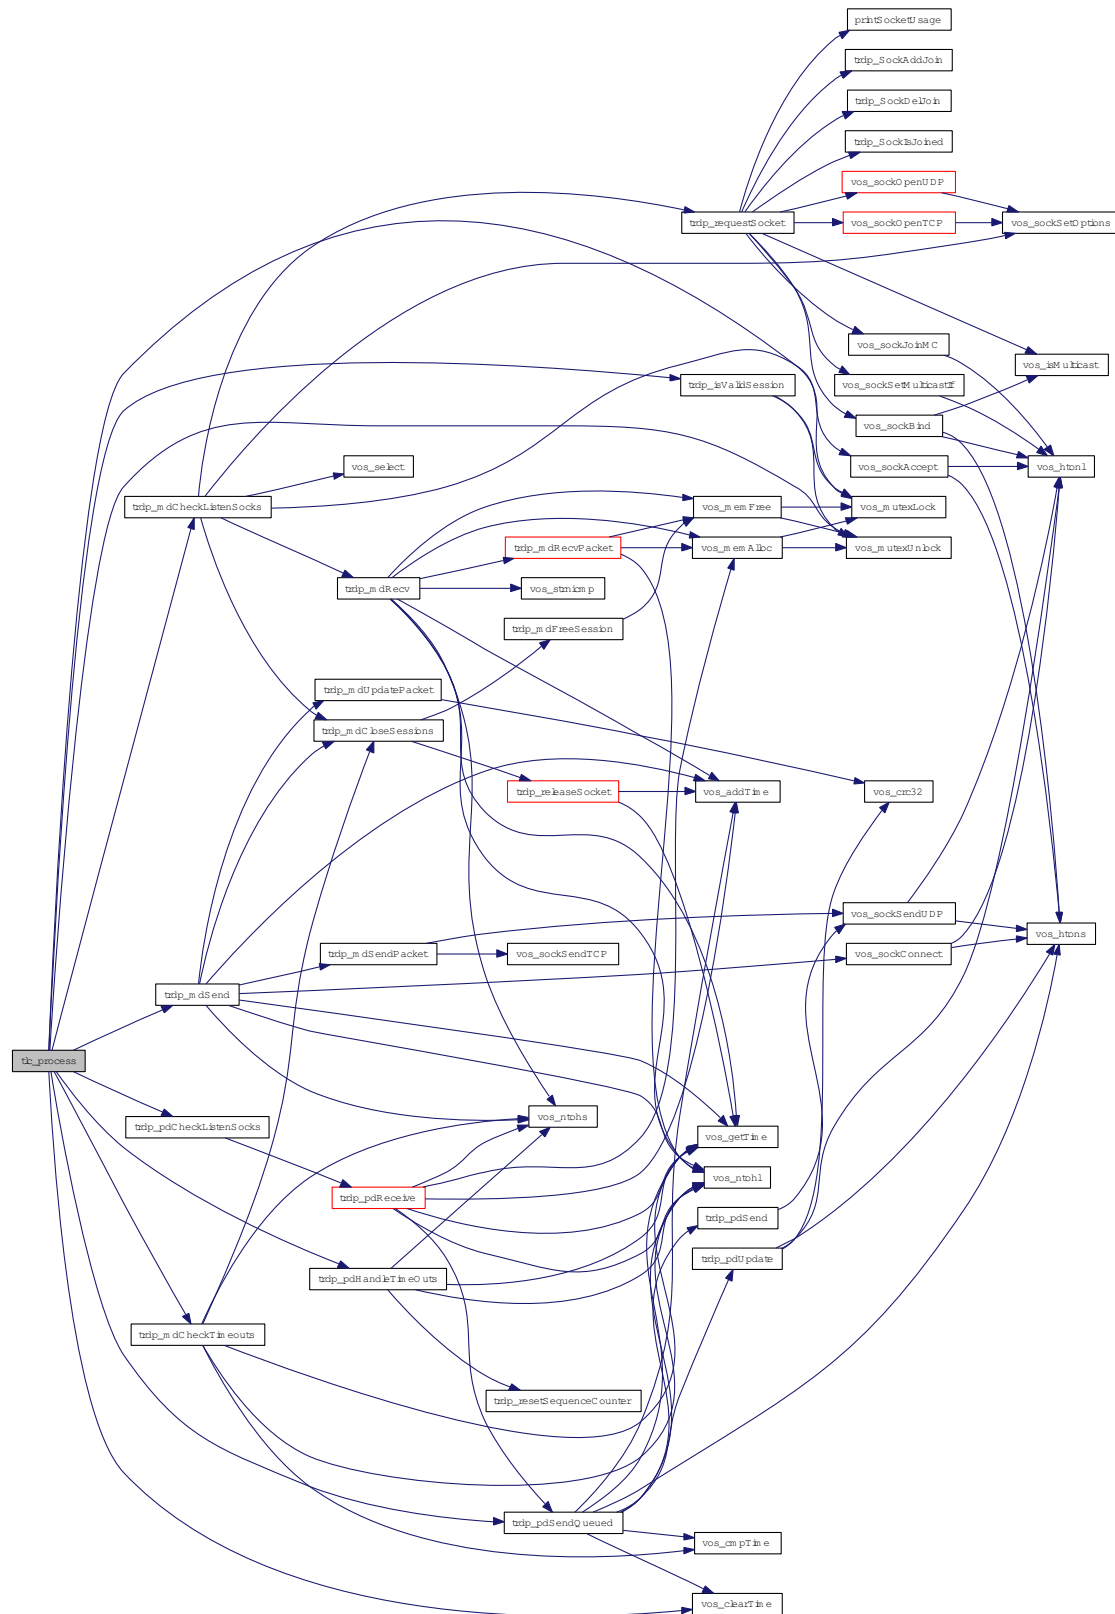 printSocketUsage
trdp_SockAddJoin
trdp_SockDelJoin
trdp_SockIsJoined
vos_sockOpenUDP
trdp_requestSocket
vos_sockOpenTCP
vos_sockSetOptions
vos_sockJoinMC
vos_isMulticast
trdp_isValidSession
vos_sockSetMulticastIf
vos_sockBind
vos_select
vos_sockAccept
vos_htonl
trdp_mdCheckListenSocks
vos_memFree
vos_mutexLock
trdp_mdRecvPacket
vos_memAlloc
vos_mutexUnlock
trdp_mdRecv
vos_strnicmp
trdp_mdFreeSession
trdp_mdUpdatePacket
trdp_mdCloseSessions
trdp_releaseSocket
vos_addTime
vos_crc32
vos_sockSendUDP
vos_htons
trdp_mdSendPacket
vos_sockSendTCP
vos_sockConnect
trdp_mdSend
tlc_process
vos_ntohs
trdp_pdCheckListenSocks
vos_getTime
vos_ntohl
trdp_pdReceive
trdp_pdSend
trdp_pdUpdate
trdp_pdHandleTimeOuts
trdp_mdCheckTimeouts
trdp_resetSequenceCounter
trdp_pdSendQueued
vos_cmpTime
vos_clearTime